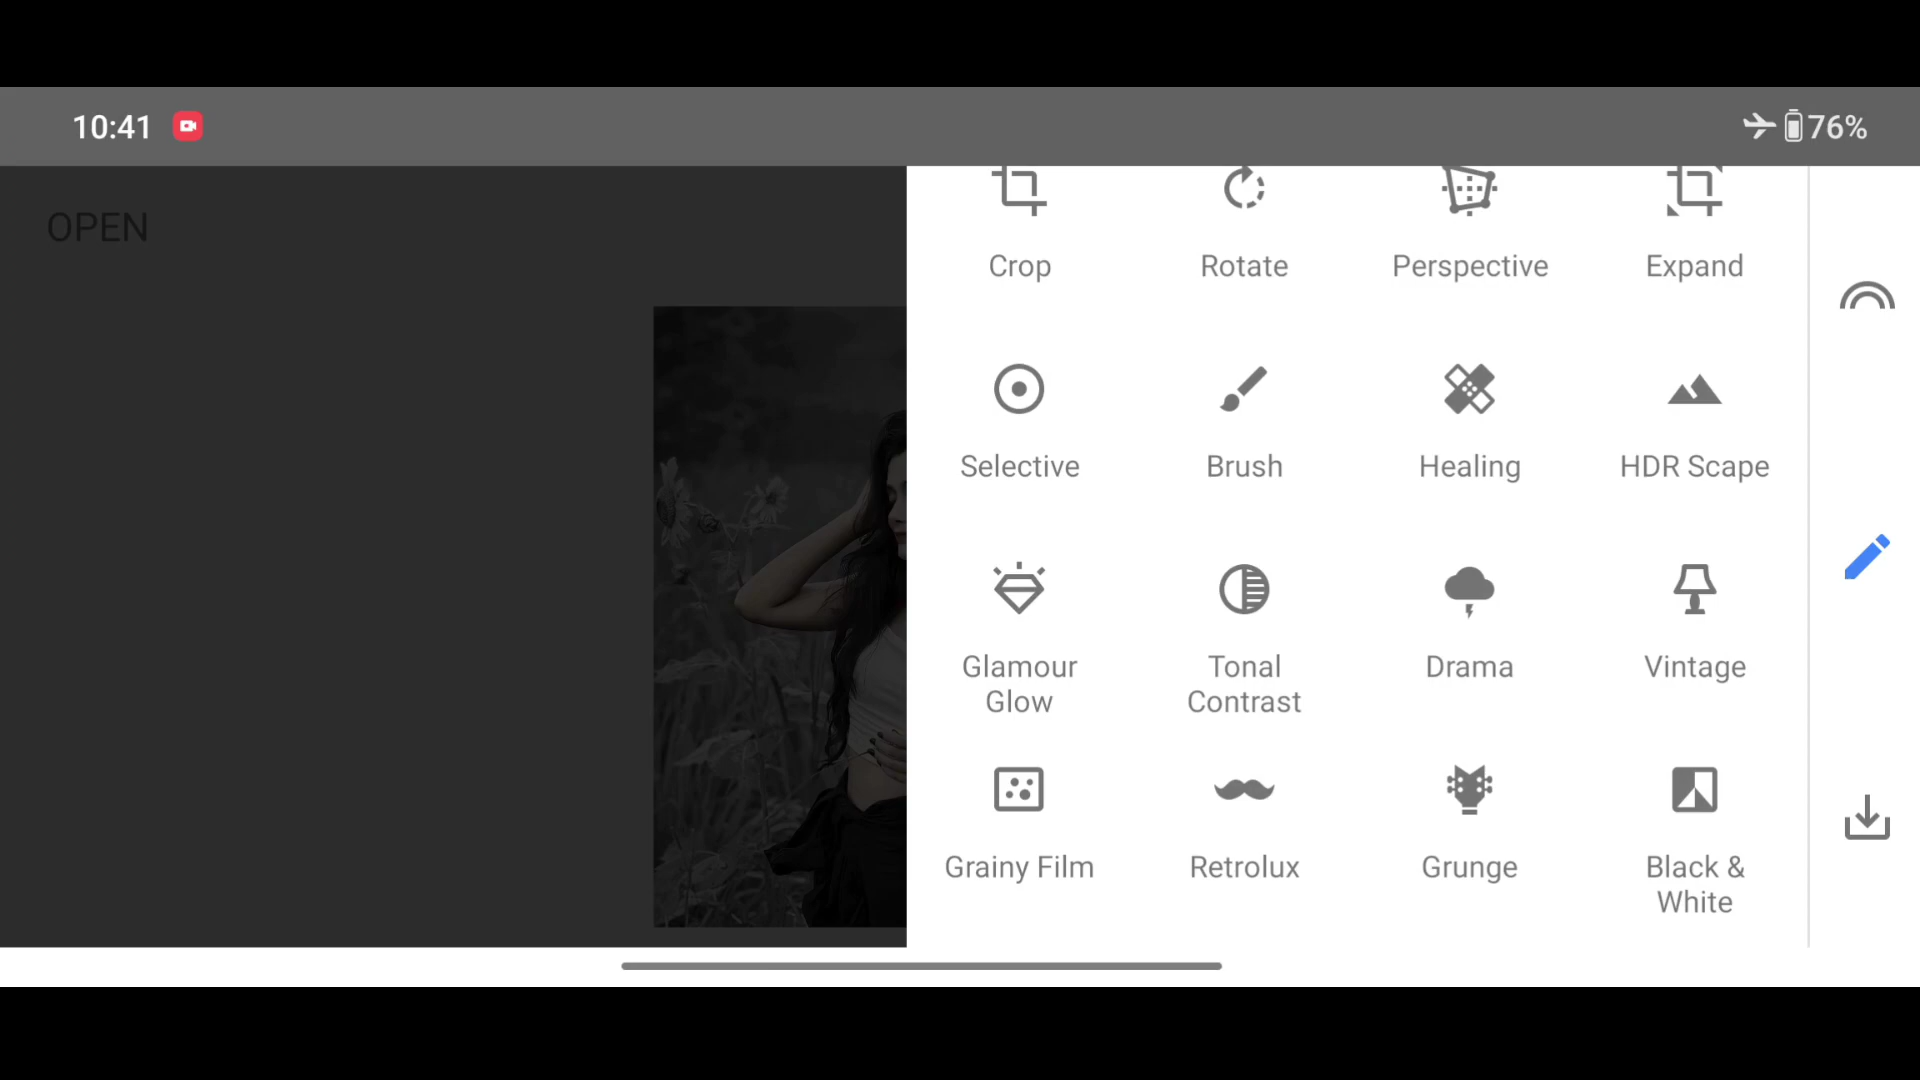 10:41
76%
OPEN
Crop
Rotate
Perspective
Expand
Selective
Brush
Healing
HDR Scape
Glamour
Glow
Tonal
Contrast
Drama
Vintage
Grainy Film
Retrolux
Grunge
Black &
White